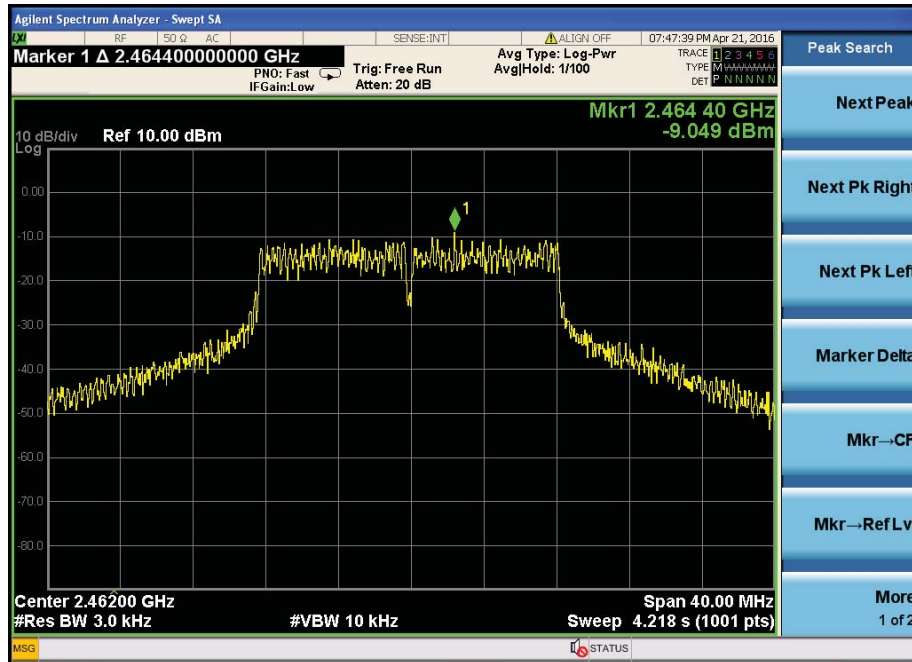 Agilent Spectrum Analyzer - Swept SA
LXI RF 50 Ω AC SENSE:INT ALIGN OFF 07:47:39 PM Apr 21, 2016
Marker 1 Δ 2.464400000000 GHz
PNO: Fast
IFGain:Low
Trig: Free Run
Atten: 20 dB
Avg Type: Log-Pwr
Avg|Hold: 1/100
TRACE 1 2 3 4 5 6
TYPE M
DET P N N N N N
Mkr1 2.464 40 GHz
-9.049 dBm
10 dB/div Ref 10.00 dBm
Log
0.00
-10.0
-20.0
-30.0
-40.0
-50.0
-60.0
-70.0
-80.0
1
Center 2.46200 GHz
Span 40.00 MHz
#Res BW 3.0 kHz
#VBW 10 kHz
Sweep 4.218 s (1001 pts)
MSG
STATUS
Peak Search
Next Peak
Next Pk Right
Next Pk Left
Marker Delta
Mkr→CF
Mkr→Ref Lv
More
1 of 2